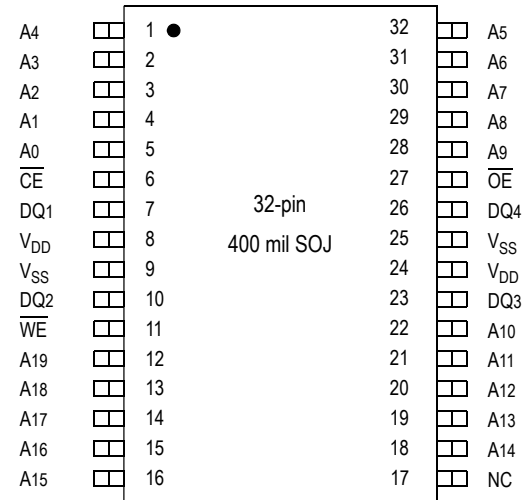 A4 1 32 A5
A3 2 31 A6
A2 3 30 A7
A1 4 29 A8
A0 5 28 A9
CE 6 27 OE
DQ1 7 32-pin 26 DQ4
VDD 8 400 mil SOJ 25 VSS
VSS 9 24 VDD
DQ2 10 23 DQ3
WE 11 22 A10
A19 12 21 A11
A18 13 20 A12
A17 14 19 A13
A16 15 18 A14
A15 16 17 NC